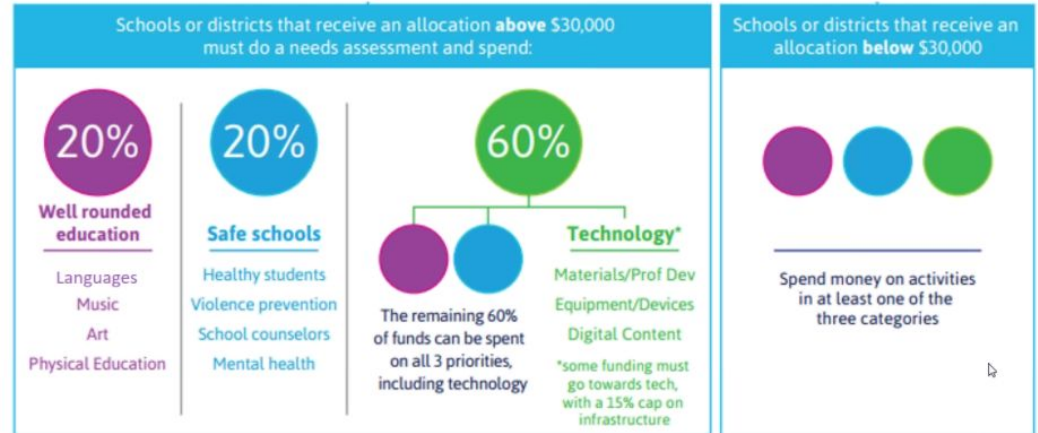 Schools or districts that receive an allocation above $30,000
must do a needs assessment and spend:
20%
Well rounded
education
Languages
Music
Art
Physical Education
20%
Safe schools
Healthy students
Violence prevention
School counselors
Mental health
60%
The remaining 60%
of funds can be spent
on all 3 priorities,
including technology
Technology*
Materials/Prof Dev
Equipment/Devices
Digital Content
*some funding must
go towards tech,
with a 15% cap on
infrastructure
Schools or districts that receive an
allocation below $30,000
Spend money on activities
in at least one of the
three categories